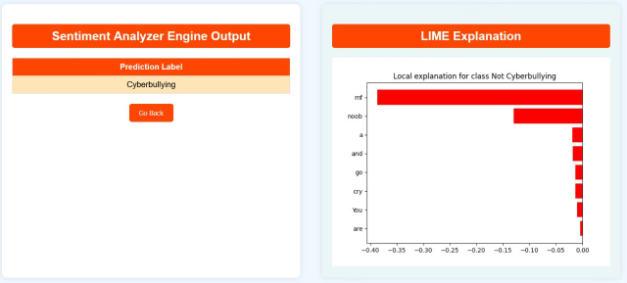 Sentiment Analyzer Engine Output
Prediction Label
Cyberbullying
Go Back
LIME Explanation
Local explanation for class Not Cyberbullying
mf
noob
a
and
go
cry
You
are
−0.40 −0.35 −0.30 −0.25 −0.20 −0.15 −0.10 −0.05 0.00